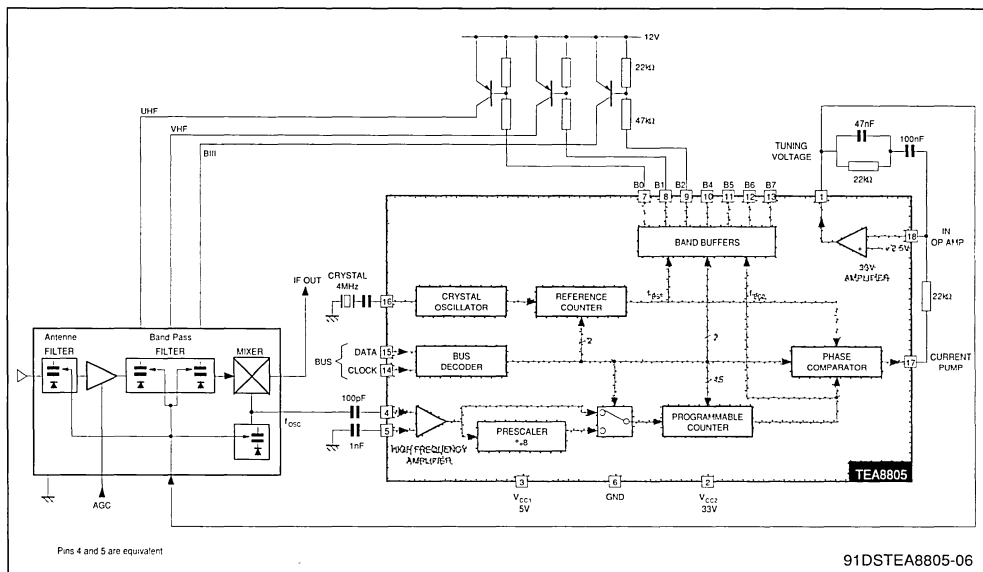 12V
22kΩ
47kΩ
UHF
VHF
BIII
47nF
100nF
TUNING
VOLTAGE
22kΩ
B0 B1 B2 B4 B5 B6 B7
7 8 9 10 11 12 13
1
BAND BUFFERS
18
IN
OP AMP
33V
AMPLIFIER
22kΩ
CRYSTAL
4MHz
IF OUT
16
CRYSTAL
OSCILLATOR
REFERENCE
COUNTER
Antenne
FILTER
Band Pass
FILTER
MIXER
BUS
DATA
CLOCK
15
14
BUS
DECODER
2
15
PHASE
COMPARATOR
17
CURRENT
PUMP
fOSC
100pF
4
5
1nF
HIGH FREQUENCY
AMPLIFIER
PRESCALER
÷8
PROGRAMMABLE
COUNTER
TEA8805
AGC
3
VCC1
5V
6
GND
2
VCC2
33V
Pins 4 and 5 are equivalent
91DSTEA8805-06